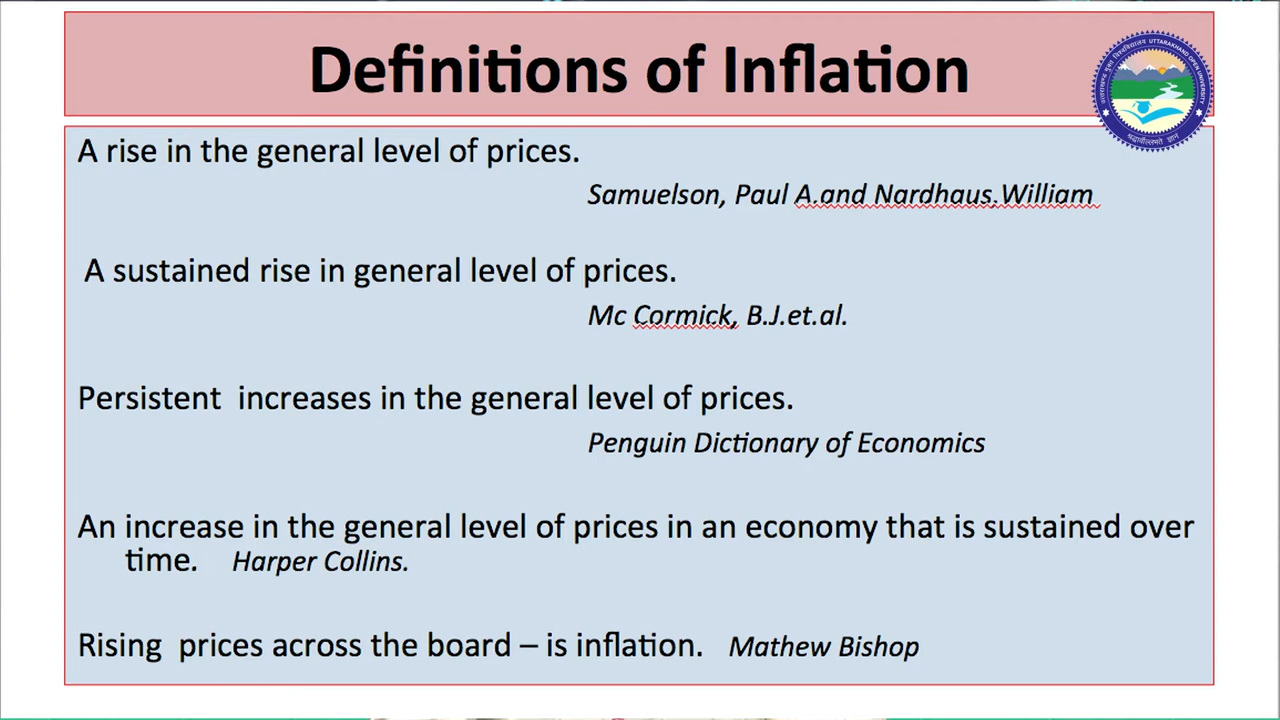 Definitions of Inflation
UTTARAKHAND OPEN UNIVERSITY
A rise in the general level of prices.
Samuelson, Paul A.and Nardhaus,William
A sustained rise in general level of prices.
Mc Cormick, B.J.et.al.
Persistent increases in the general level of prices.
Penguin Dictionary of Economics
An increase in the general level of prices in an economy that is sustained over
time. Harper Collins.
Rising prices across the board – is inflation. Mathew Bishop